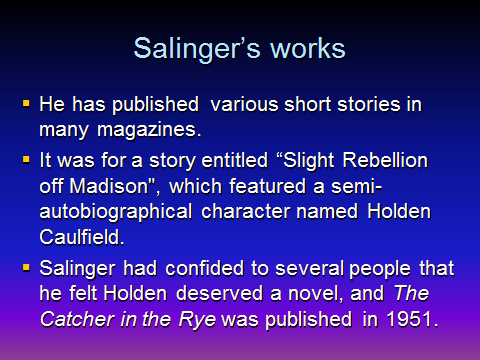 Salinger’s works
He has published various short stories in
many magazines.
It was for a story entitled “Slight Rebellion
off Madison", which featured a semi-
autobiographical character named Holden
Caulfield.
Salinger had confided to several people that
he felt Holden deserved a novel, and The
Catcher in the Rye was published in 1951.